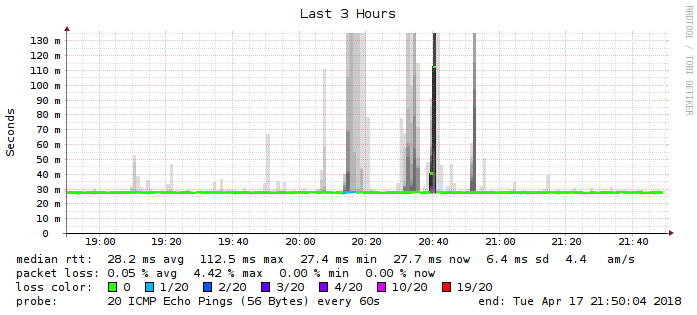 Last 3 Hours
RRDTOOL / TOBI OETIKER
Seconds
130 m
120 m
110 m
100 m
90 m
80 m
70 m
60 m
50 m
40 m
30 m
20 m
10 m
0
19:00 19:20 19:40 20:00 20:20 20:40 21:00 21:20 21:40
median rtt: 28.2 ms avg 112.5 ms max 27.4 ms min 27.7 ms now 6.4 ms sd 4.4 am/s
packet loss: 0.05 % avg 4.42 % max 0.00 % min 0.00 % now
loss color: 0 1/20 2/20 3/20 4/20 10/20 19/20
probe: 20 ICMP Echo Pings (56 Bytes) every 60s end: Tue Apr 17 21:50:04 2018